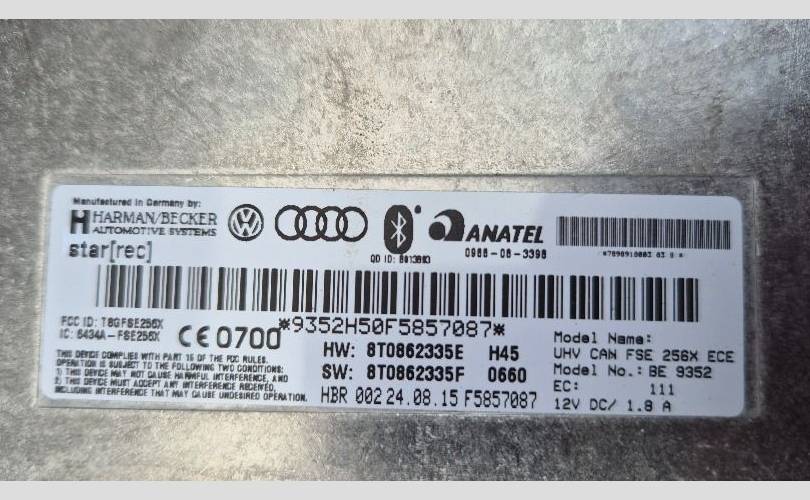 Manufactured in Germany by:
HARMAN/BECKER
AUTOMOTIVE SYSTEMS
star[rec]
ANATEL
QD ID: B013863
0988-08-3398
*9352H50F5857087*
FCC ID: T8GFSE256X
IC: 6434A-FSE256X
CE 0700
THIS DEVICE COMPLIES WITH PART 15 OF THE FCC RULES.
OPERATION IS SUBJECT TO THE FOLLOWING TWO CONDITIONS:
1) THIS DEVICE MAY NOT CAUSE HARMFUL INTERFERENCE, AND
2) THIS DEVICE MUST ACCEPT ANY INTERFERENCE RECEIVED,
INCLUDING INTERFERENCE THAT MAY CAUSE UNDESIRED OPERATION.
HW: 8T0862335E H45
SW: 8T0862335F 0660
HBR 002 24.08.15 F5857087
Model Name:
UHV CAN FSE 256X ECE
Model No.: BE 9352
EC: 111
12V DC/ 1.8 A